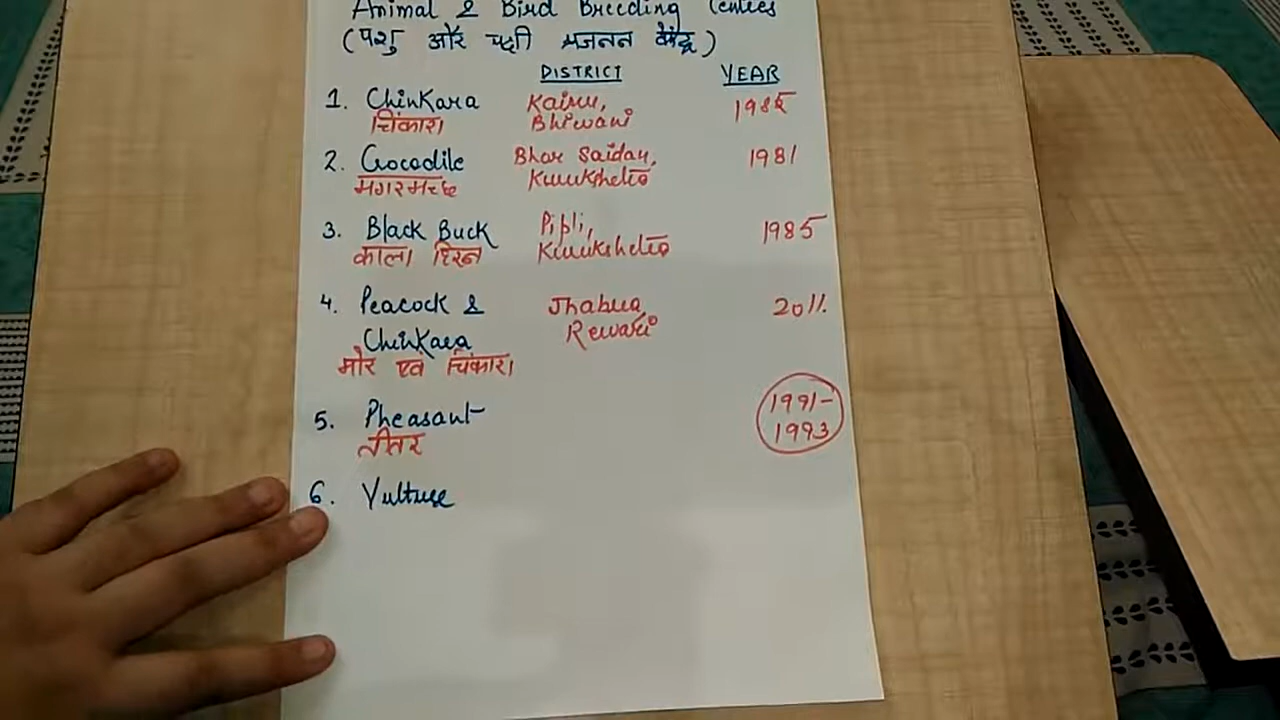 Animal & Bird Breeding Centres
(पशु और पक्षी प्रजनन केंद्र)
DISTRICT YEAR
1. Chinkara Kairu, 1985
चिंकारा Bhiwani
2. Crocodile Bhor Saidan, 1981
मगरमच्छ Kurukshetra
3. Black Buck Pipli, 1985
काला हिरन Kurukshetra
4. Peacock & Jhabua 2011.
Chinkara Rewari
मोर एवं चिंकारा
5. Pheasant 1991-
तीतर 1993
6. Vulture